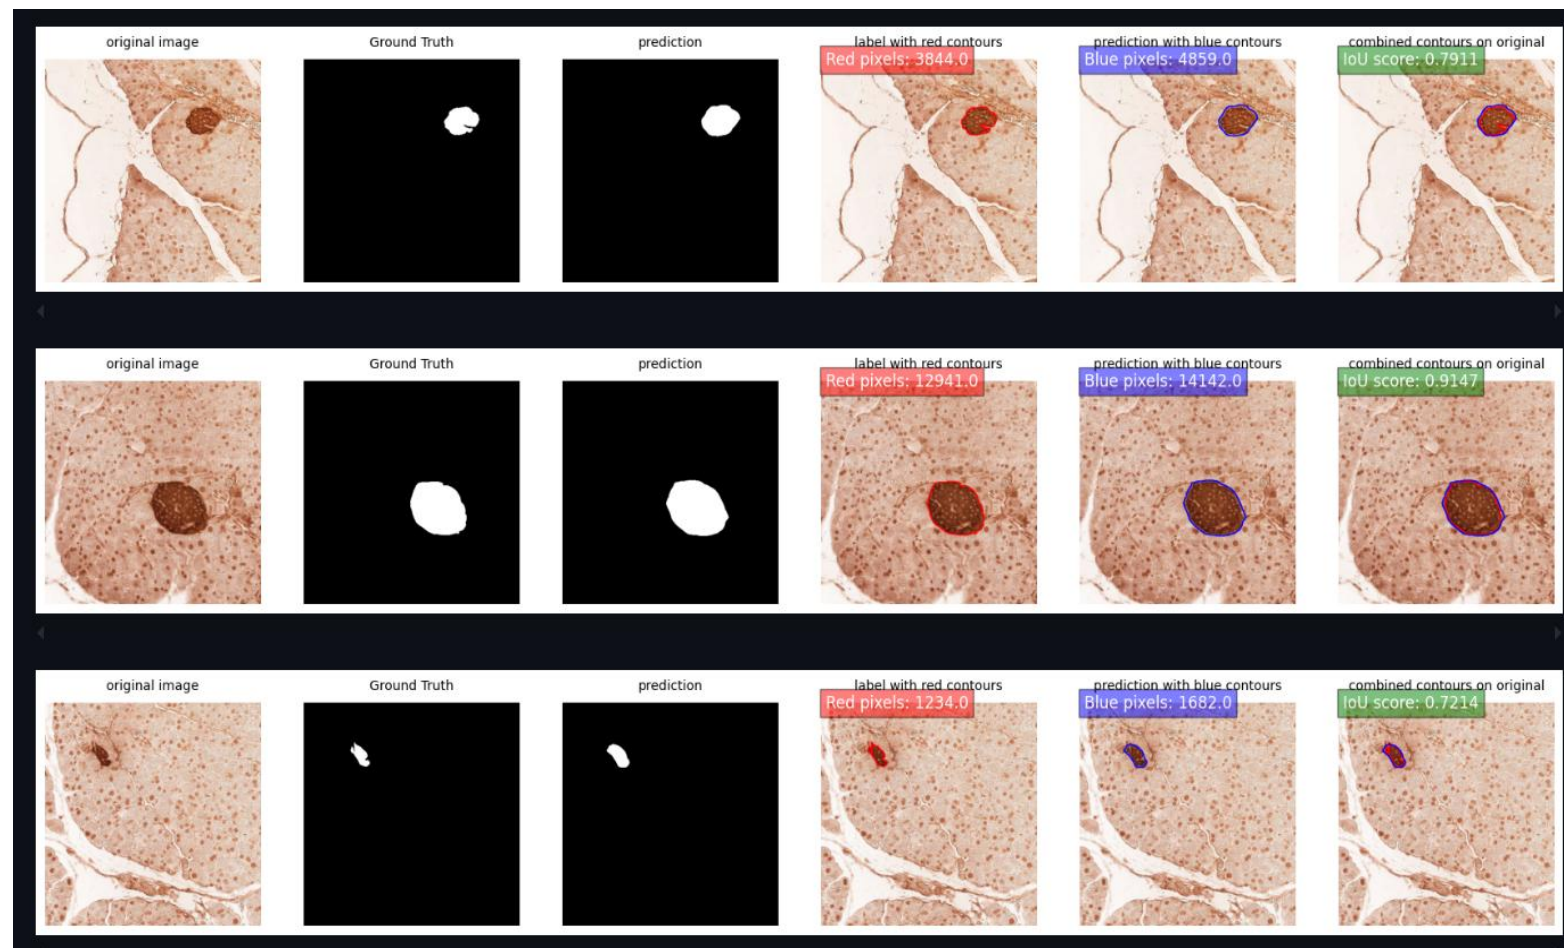 original image
Ground Truth
prediction
label with red contours
prediction with blue contours
combined contours on original
Red pixels: 3844.0
Blue pixels: 4859.0
IoU score: 0.7911
original image
Ground Truth
prediction
label with red contours
prediction with blue contours
combined contours on original
Red pixels: 12941.0
Blue pixels: 14142.0
IoU score: 0.9147
original image
Ground Truth
prediction
label with red contours
prediction with blue contours
combined contours on original
Red pixels: 1234.0
Blue pixels: 1682.0
IoU score: 0.7214